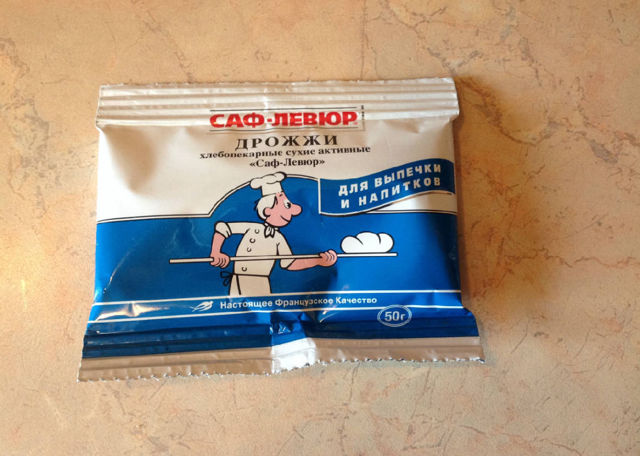 САФ-ЛЕВЮР
ДРОЖЖИ
хлебопекарные сухие активные
«Саф-Левюр»
ДЛЯ ВЫПЕЧКИ
И НАПИТКОВ
Настоящее Французское Качество
50г